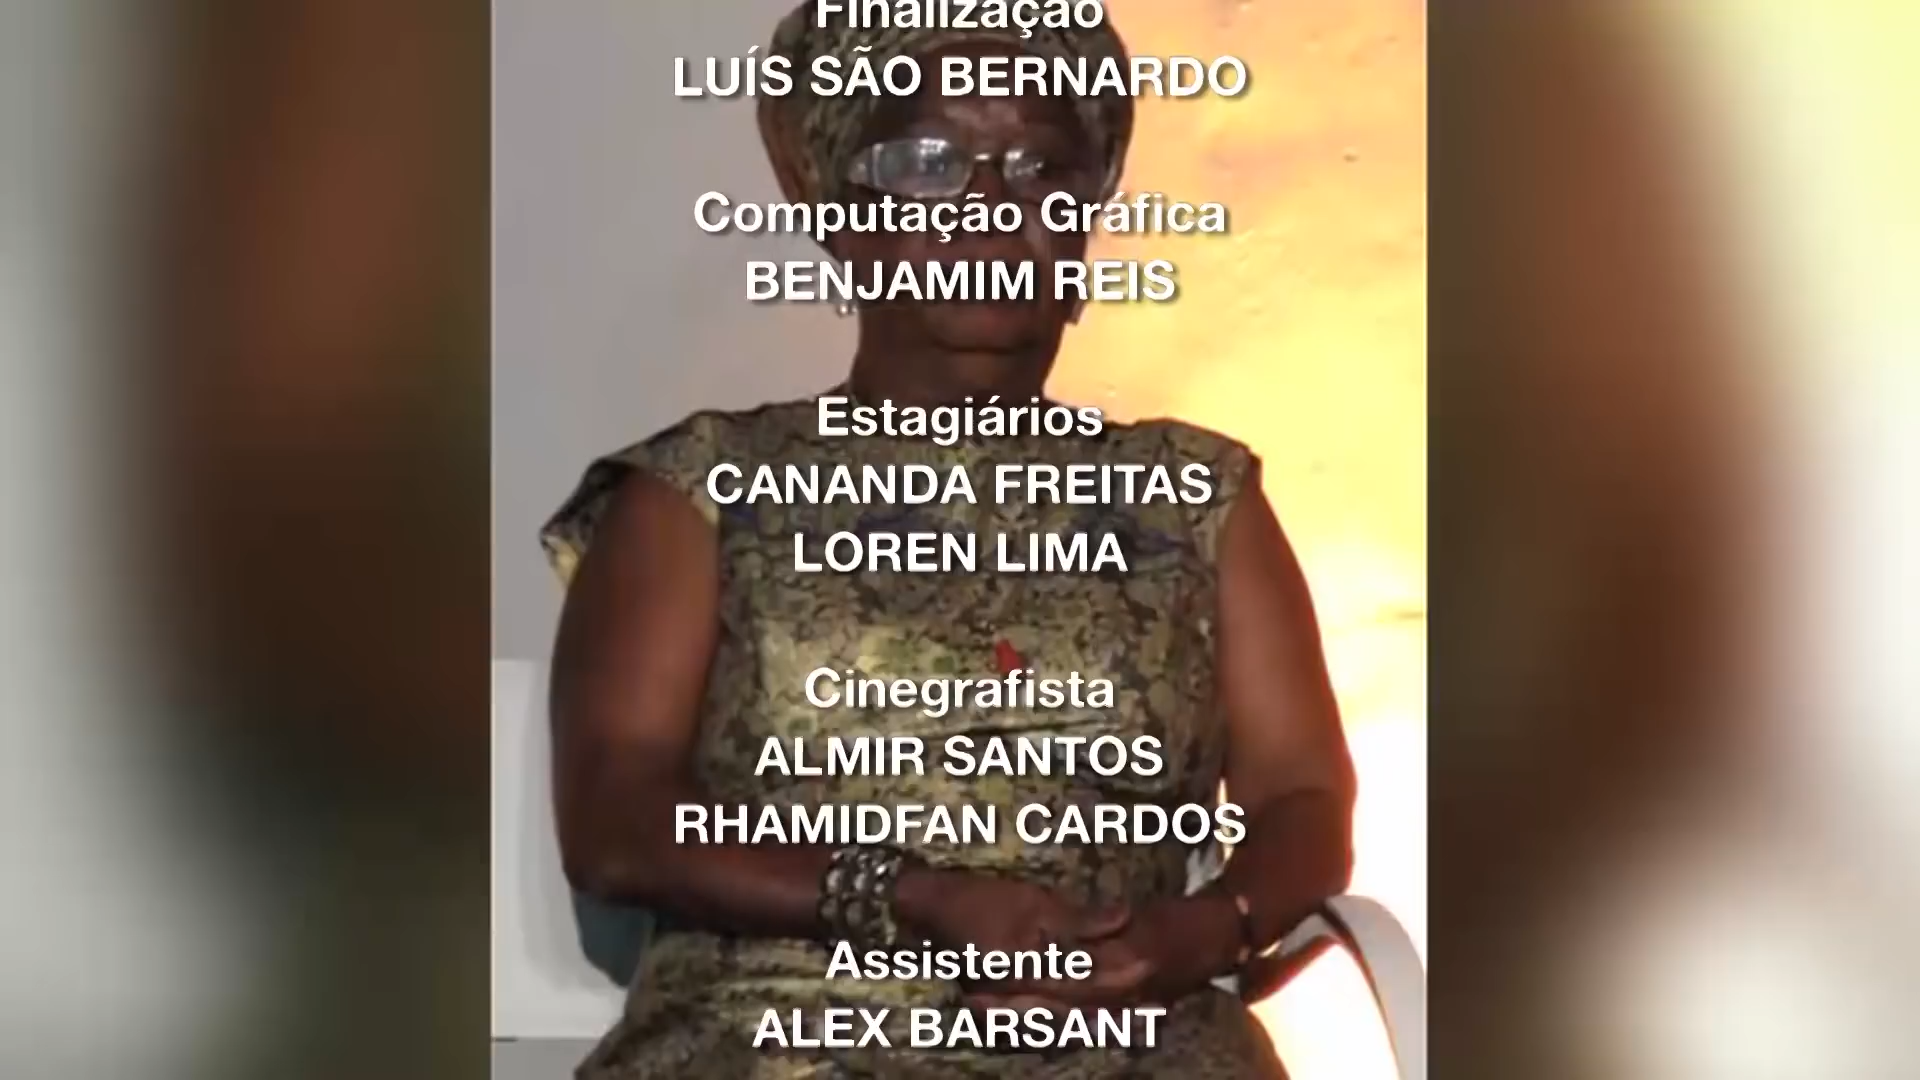 Finalização
LUÍS SÃO BERNARDO
Computação Gráfica
BENJAMIM REIS
Estagiários
CANANDA FREITAS
LOREN LIMA
Cinegrafista
ALMIR SANTOS
RHAMIDFAN CARDOS
Assistente
ALEX BARSANT